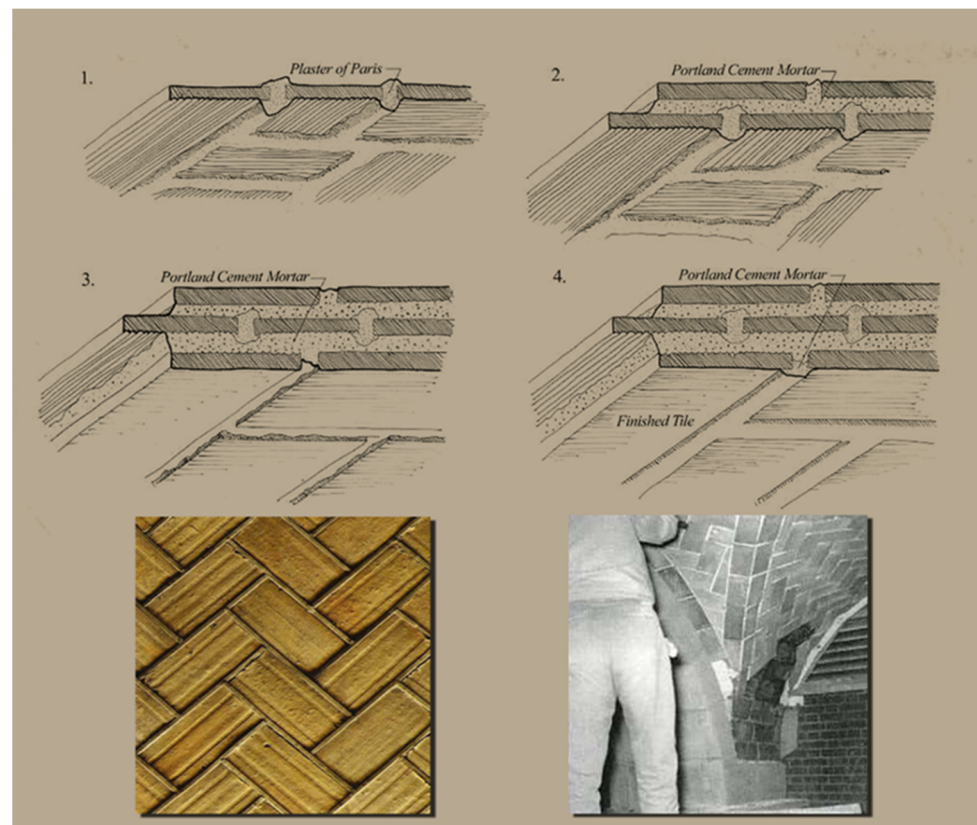 1.
Plaster of Paris
2.
Portland Cement Mortar
3.
Portland Cement Mortar
4.
Portland Cement Mortar
Finished Tile